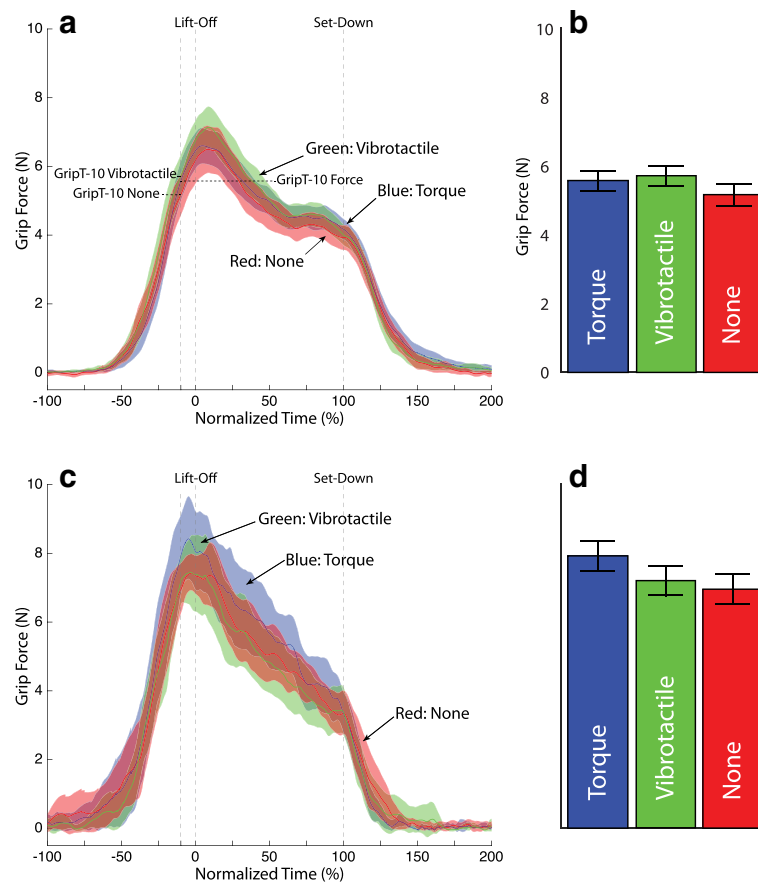 a
Lift-Off
Set-Down
10
8
6
4
2
0
Grip Force (N)
GripT-10 Vibrotactile
GripT-10 None
GripT-10 Force
Green: Vibrotactile
Blue: Torque
Red: None
-100
-50
0
50
100
150
200
Normalized Time (%)
b
10
8
6
4
2
0
Grip Force (N)
Torque
Vibrotactile
None
c
Lift-Off
Set-Down
10
8
6
4
2
0
Grip Force (N)
Green: Vibrotactile
Blue: Torque
Red: None
-100
-50
0
50
100
150
200
Normalized Time (%)
d
Torque
Vibrotactile
None